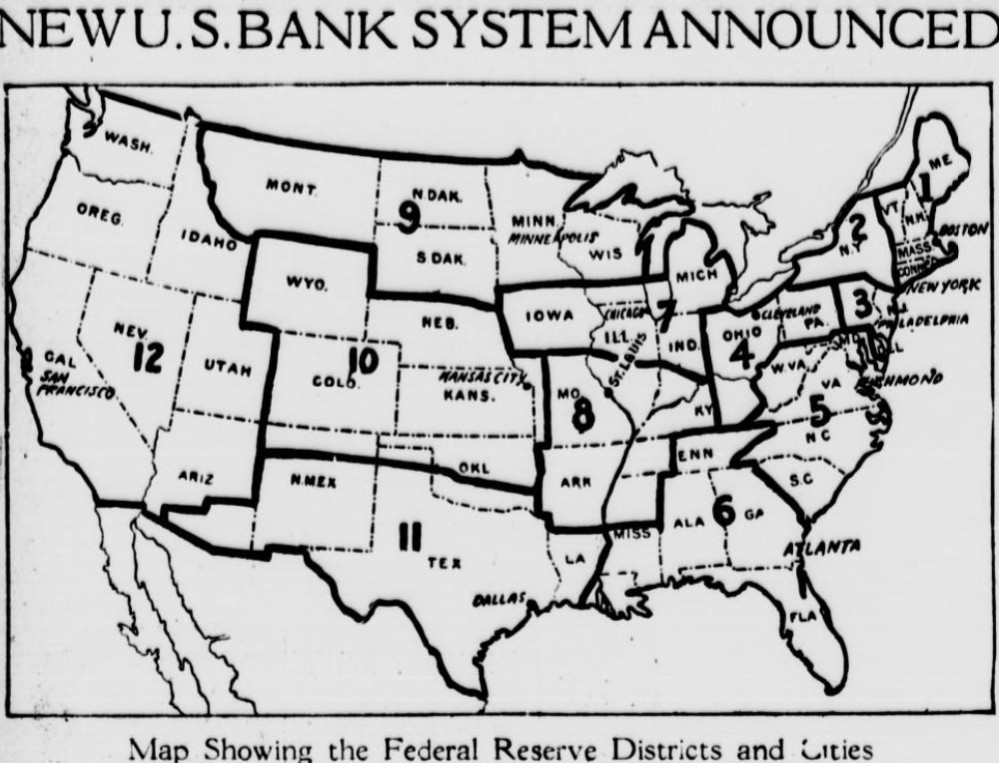 NEW U.S. BANK SYSTEM ANNOUNCED
WASH.
MONT.
N. DAK.
ME.
1
OREG.
9
MINN.
VT.
N.H.
2
IDAHO
MINNEAPOLIS
N.Y.
BOSTON
S DAK.
WIS
MASS
CONN
WYO.
MICH
NEW YORK
IOWA
CHICAGO
7
CLEVELAND
3
N.J.
NEB.
OHIO
PA.
PHILADELPHIA
NEV.
ILL.
IND.
4
MD.
DEL
CAL
12
UTAH
10
COLO.
KANSAS CITY
ST. LOUIS
W.VA.
SAN
FRANCISCO
KANS.
MO.
8
VA
RICHMOND
KY
5
N C
ARIZ
N.MEX
OKL
ENN
ARK
S.C
11
MISS
ALA
6
GA
TEX
LA
ATLANTA
DALLAS
FLA
Map Showing the Federal Reserve Districts and Cities